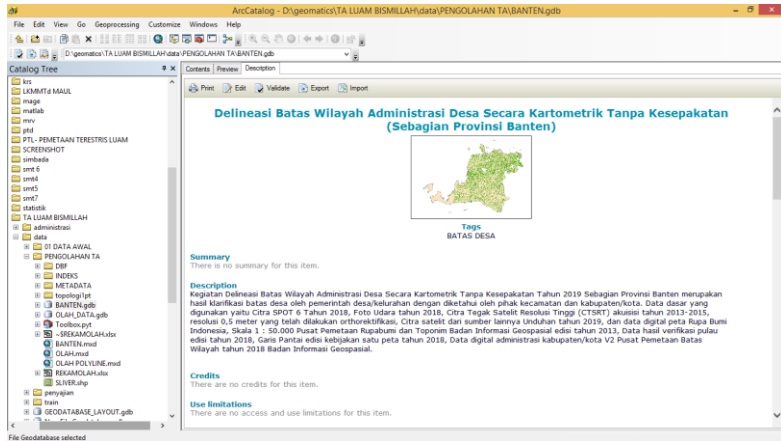 ArcCatalog - D:\geomatics\TA LUAM BISMILLAH\data\PENGOLAHAN TA\BANTEN.gdb
File Edit View Go Geoprocessing Customize Windows Help
D:\geomatics\TA LUAM BISMILLAH\data\PENGOLAHAN TA\BANTEN.gdb
Catalog Tree
krs
LKMMTd MAUL
mage
matlab
mrv
ptd
PTL- PEMETAAN TERESTRIS LUAM
SCREENSHOT
simbada
smt 6
smt4
smt5
smt7
statistik
TA LUAM BISMILLAH
administrasi
data
01 DATA AWAL
PENGOLAHAN TA
DBF
INDEKS
METADATA
topologi1pt
BANTEN.gdb
OLAH_DATA.gdb
Toolbox.pyt
~$REKAMOLAH.xlsx
BANTEN.mxd
OLAH.mxd
OLAH POLYLINE.mxd
REKAMOLAH.xlsx
SLIVER.shp
penyajian
train
GEODATABASE_LAYOUT.gdb
File Geodatabase selected
Contents Preview Description
Print Edit Validate Export Import
Delineasi Batas Wilayah Administrasi Desa Secara Kartometrik Tanpa Kesepakatan
(Sebagian Provinsi Banten)
Tags
BATAS DESA
Summary
There is no summary for this item.
Description
Kegiatan Delineasi Batas Wilayah Administrasi Desa Secara Kartometrik Tanpa Kesepakatan Tahun 2019 Sebagian Provinsi Banten merupakan
hasil klarifikasi batas desa oleh pemerintah desa/kelurahan dengan diketahui oleh pihak kecamatan dan kabupaten/kota. Data dasar yang
digunakan yaitu Citra SPOT 6 Tahun 2018, Foto Udara tahun 2018, Citra Tegak Satelit Resolusi Tinggi (CTSRT) akuisisi tahun 2013-2015,
resolusi 0,5 meter yang telah dilakukan orthorektifikasi, Citra satelit dari sumber lainnya Unduhan tahun 2019, dan data digital peta Rupa Bumi
Indonesia, Skala 1 : 50.000 Pusat Pemetaan Rupabumi dan Toponim Badan Informasi Geospasial edisi tahun 2013, Data hasil verifikasi pulau
edisi tahun 2018, Garis Pantai edisi kebijakan satu peta tahun 2018, Data digital administrasi kabupaten/kota V2 Pusat Pemetaan Batas
Wilayah tahun 2018 Badan Informasi Geospasial.
Credits
There are no credits for this item.
Use limitations
There are no access and use limitations for this item.